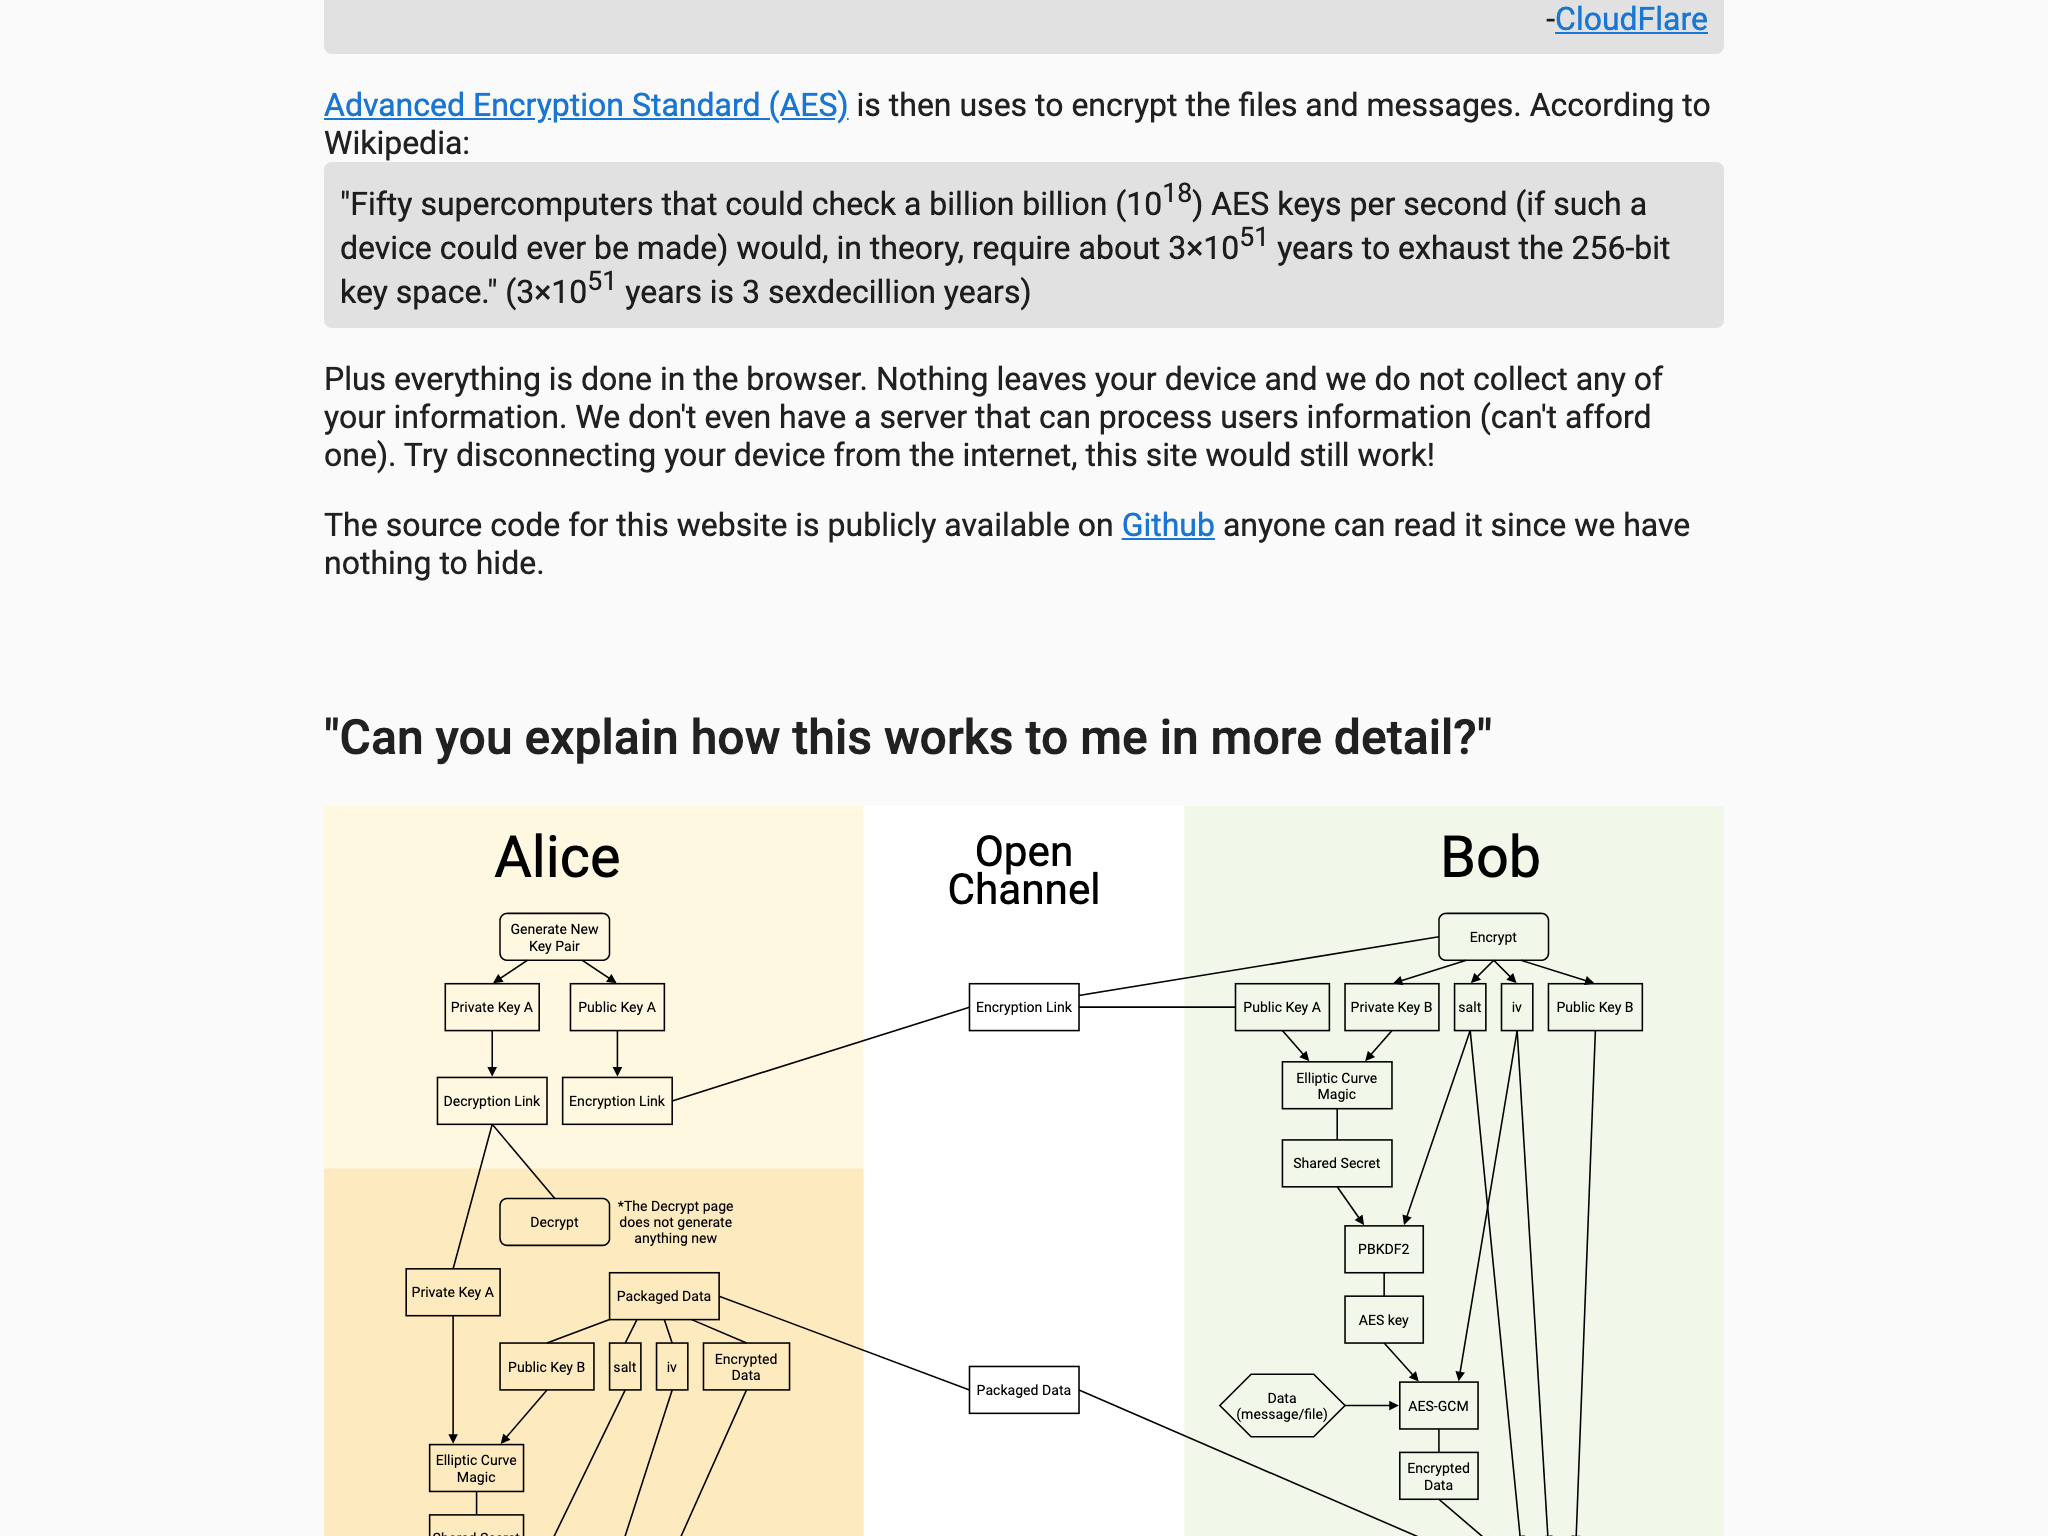 -CloudFlare
Advanced Encryption Standard (AES) is then uses to encrypt the files and messages. According to
Wikipedia:
"Fifty supercomputers that could check a billion billion (10^18) AES keys per second (if such a
device could ever be made) would, in theory, require about 3×10^51 years to exhaust the 256-bit
key space." (3×10^51 years is 3 sexdecillion years)
Plus everything is done in the browser. Nothing leaves your device and we do not collect any of
your information. We don't even have a server that can process users information (can't afford
one). Try disconnecting your device from the internet, this site would still work!
The source code for this website is publicly available on Github anyone can read it since we have
nothing to hide.
"Can you explain how this works to me in more detail?"
Alice
Generate New
Key Pair
Private Key A
Public Key A
Decryption Link
Encryption Link
Decrypt
*The Decrypt page
does not generate
anything new
Private Key A
Packaged Data
Public Key B
salt
iv
Encrypted
Data
Elliptic Curve
Magic
Shared Secret
Open
Channel
Encryption Link
Packaged Data
Bob
Encrypt
Public Key A
Private Key B
salt
iv
Public Key B
Elliptic Curve
Magic
Shared Secret
PBKDF2
AES key
Data
(message/file)
AES-GCM
Encrypted
Data